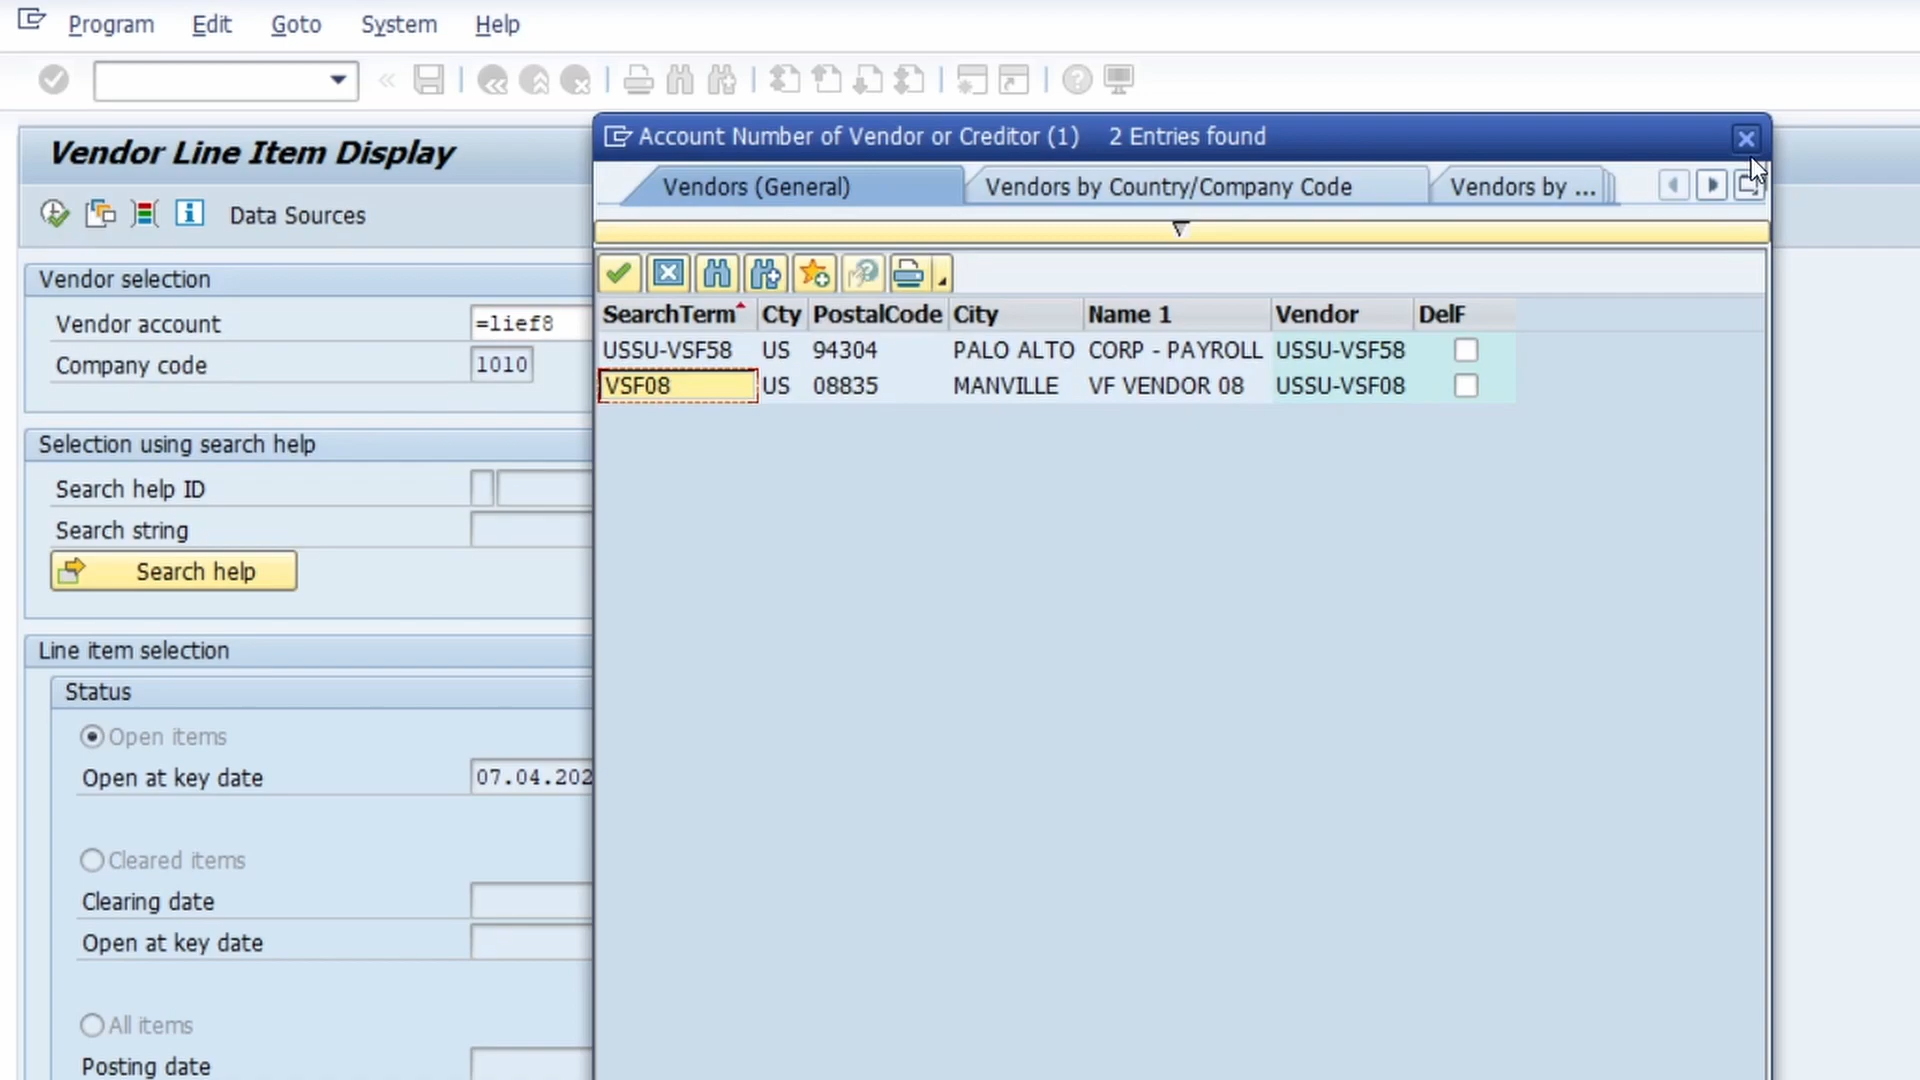 Program Edit Goto System Help
Vendor Line Item Display
Data Sources
Vendor selection
Vendor account =lief8
Company code 1010
Selection using search help
Search help ID
Search string
Search help
Line item selection
Status
Open items
Open at key date 07.04.202
Cleared items
Clearing date
Open at key date
All items
Posting date
Account Number of Vendor or Creditor (1) 2 Entries found
Vendors (General) Vendors by Country/Company Code Vendors by ...
SearchTerm Cty PostalCode City Name 1 Vendor DelF
USSU-VSF58 US 94304 PALO ALTO CORP - PAYROLL USSU-VSF58
VSF08 US 08835 MANVILLE VF VENDOR 08 USSU-VSF08